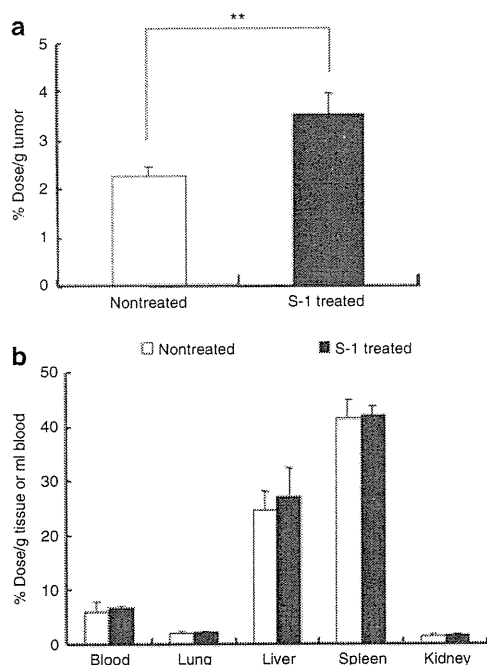 a
**
5
4
3
2
1
0
% Dose/g tumor
Nontreated
S-1 treated
b
Nontreated
S-1 treated
50
40
30
20
10
0
% Dose/g tissue or ml blood
Blood
Lung
Liver
Spleen
Kidney